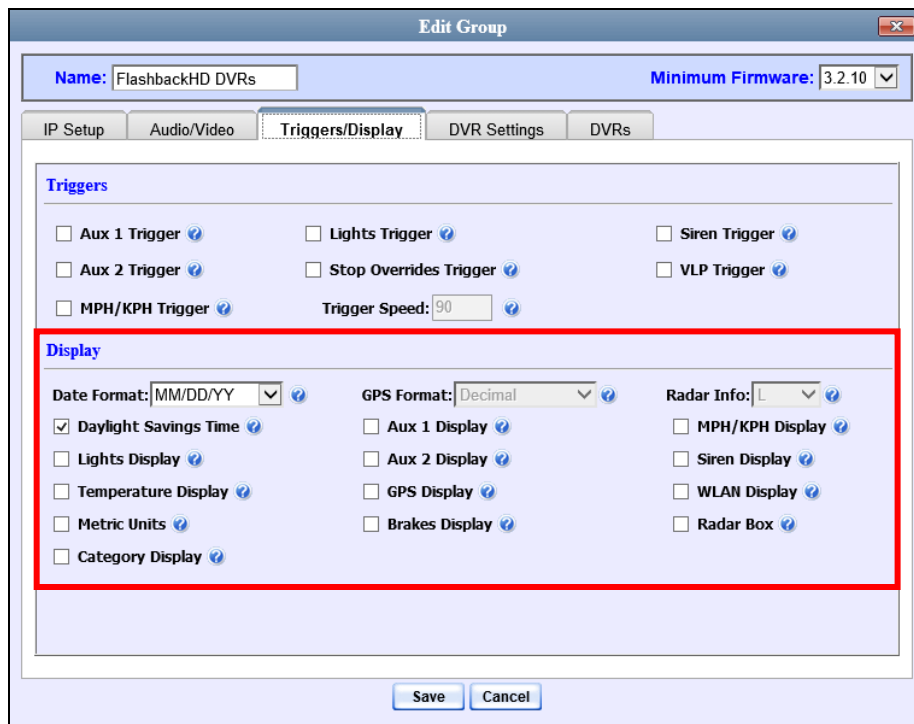 Edit Group
Name: FlashbackHD DVRs Minimum Firmware: 3.2.10
IP Setup Audio/Video Triggers/Display DVR Settings DVRs
Triggers
Aux 1 Trigger Lights Trigger Siren Trigger
Aux 2 Trigger Stop Overrides Trigger VLP Trigger
MPH/KPH Trigger Trigger Speed: 90
Display
Date Format: MM/DD/YY GPS Format: Decimal Radar Info: L
Daylight Savings Time Aux 1 Display MPH/KPH Display
Lights Display Aux 2 Display Siren Display
Temperature Display GPS Display WLAN Display
Metric Units Brakes Display Radar Box
Category Display
Save Cancel